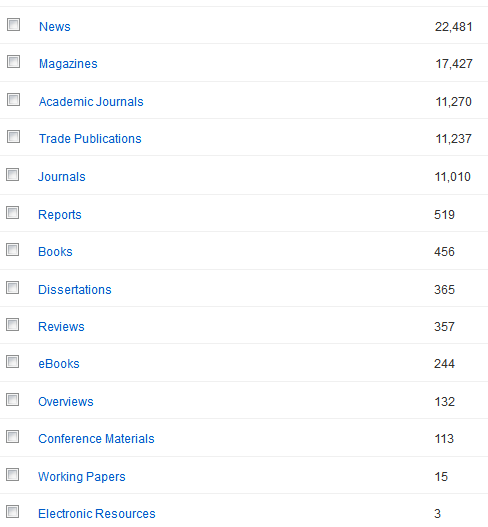 News 22,481
Magazines 17,427
Academic Journals 11,270
Trade Publications 11,237
Journals 11,010
Reports 519
Books 456
Dissertations 365
Reviews 357
eBooks 244
Overviews 132
Conference Materials 113
Working Papers 15
Electronic Resources 3